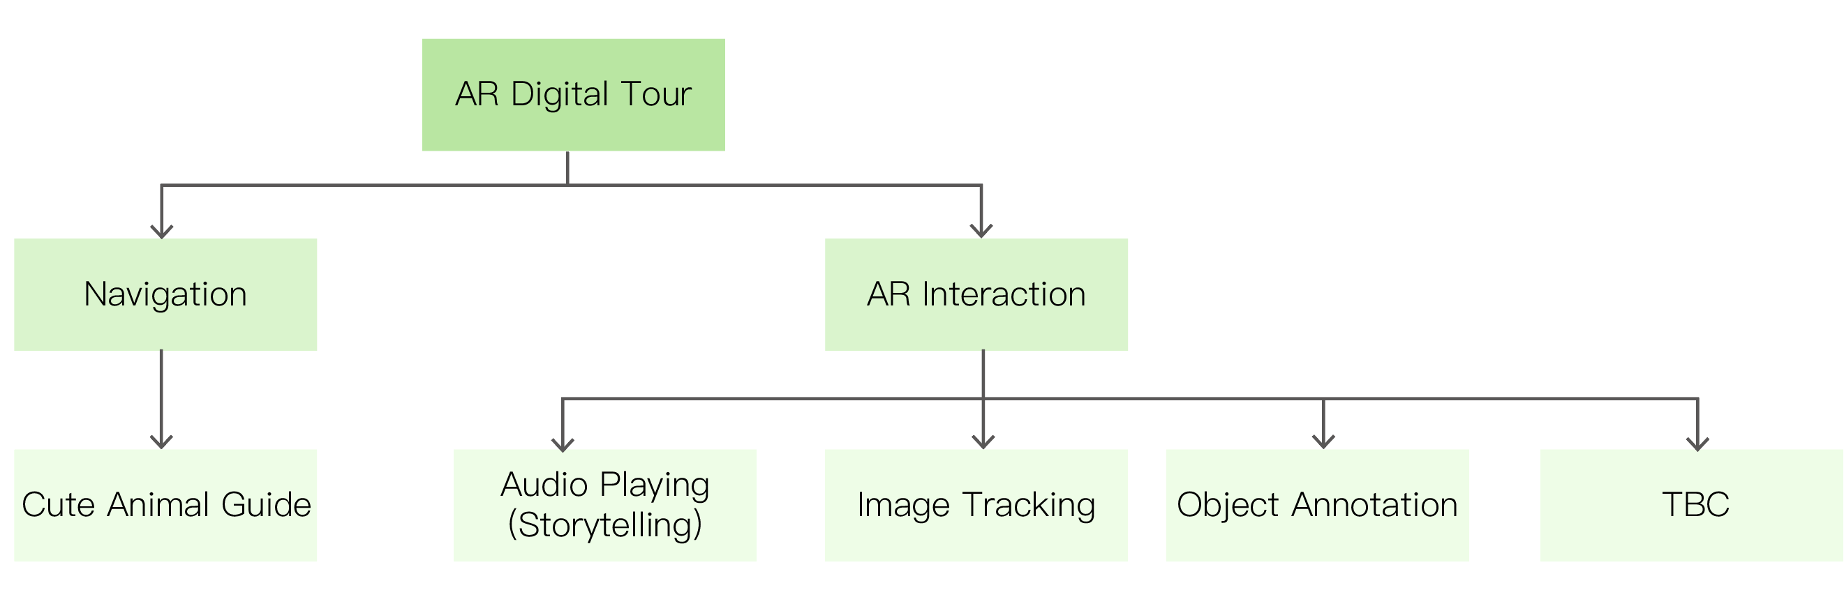 AR Digital Tour
Navigation
AR Interaction
Cute Animal Guide
Audio Playing
(Storytelling)
Image Tracking
Object Annotation
TBC